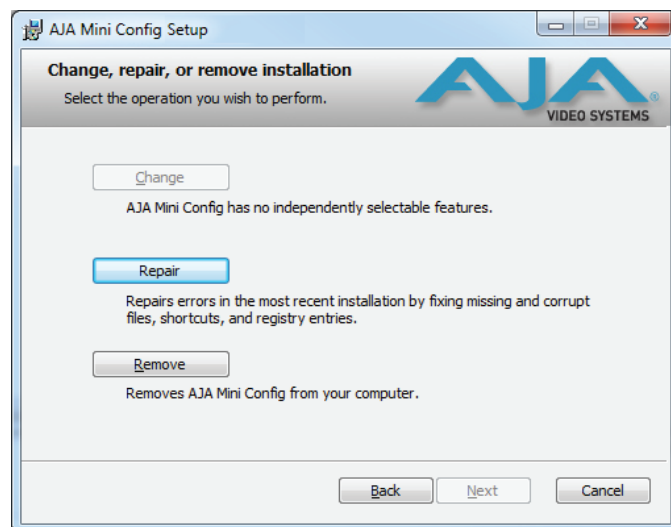 AJA Mini Config Setup
Change, repair, or remove installation
Select the operation you wish to perform.
AJA®
VIDEO SYSTEMS
Change
AJA Mini Config has no independently selectable features.
Repair
Repairs errors in the most recent installation by fixing missing and corrupt
files, shortcuts, and registry entries.
Remove
Removes AJA Mini Config from your computer.
Back
Next
Cancel